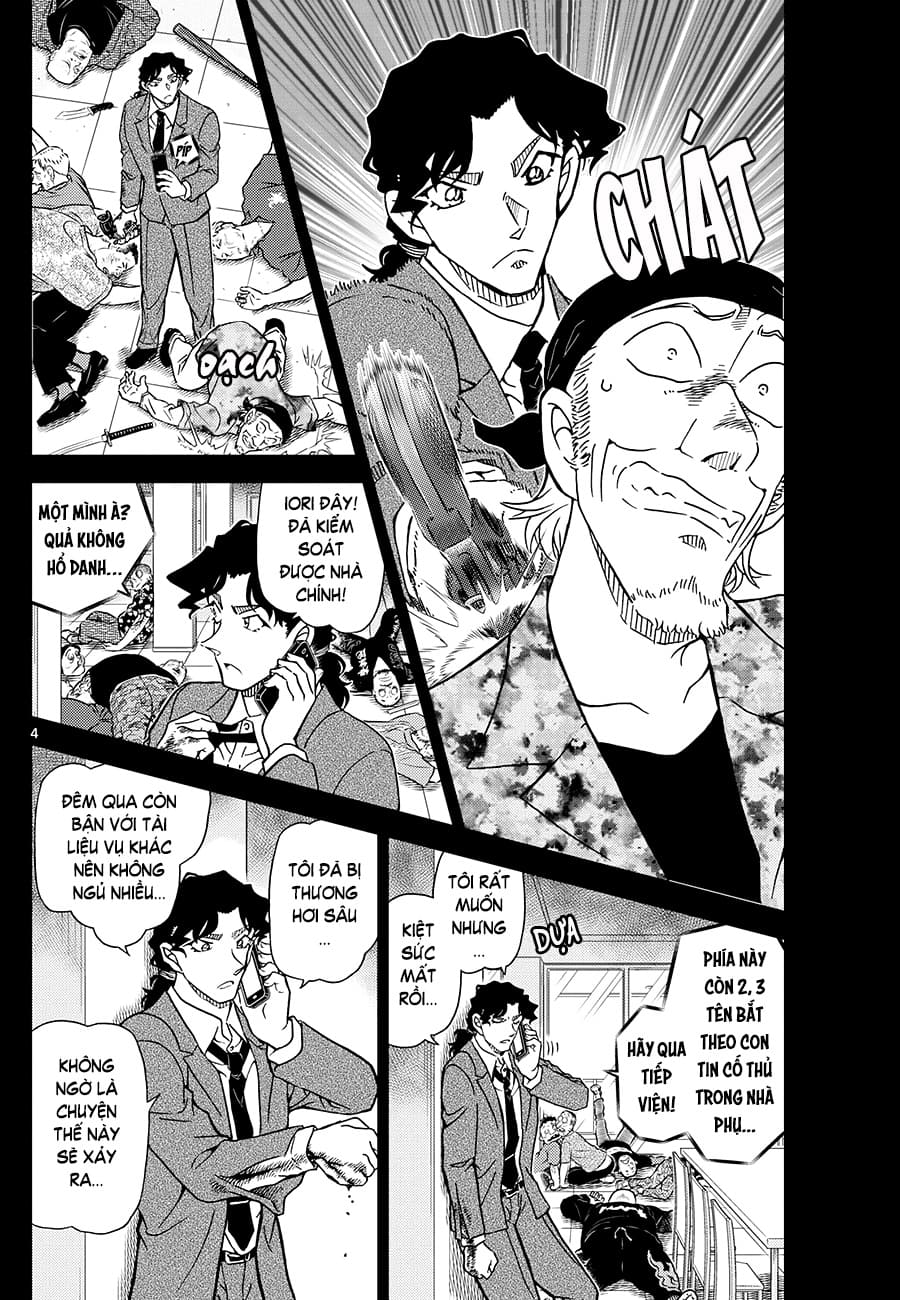 CHÁT
PÍP
DẠCH
IORI ĐÂY!
ĐÃ KIỂM
SOÁT
ĐƯỢC NHÀ
CHÍNH!
MỘT MÌNH À?
QUẢ KHÔNG
HỔ DANH...
4
PHÍA NÀY
CÒN 2, 3
TÊN BẮT
THEO CON
TIN CỐ THỦ
TRONG NHÀ
PHỤ...
HÃY QUA
TIẾP
VIỆN!
DỰA
TÔI RẤT
MUỐN
NHƯNG
...
KIỆT
SỨC
MẤT
RỒI...
TÔI ĐÃ BỊ
THƯƠNG
HƠI SÂU
...
ĐÊM QUA CÒN
BẬN VỚI TÀI
LIỆU VỤ KHÁC
NÊN KHÔNG
NGỦ NHIỀU...
KHÔNG
NGỜ LÀ
CHUYỆN
THẾ NÀY
SẼ XẢY
RA...